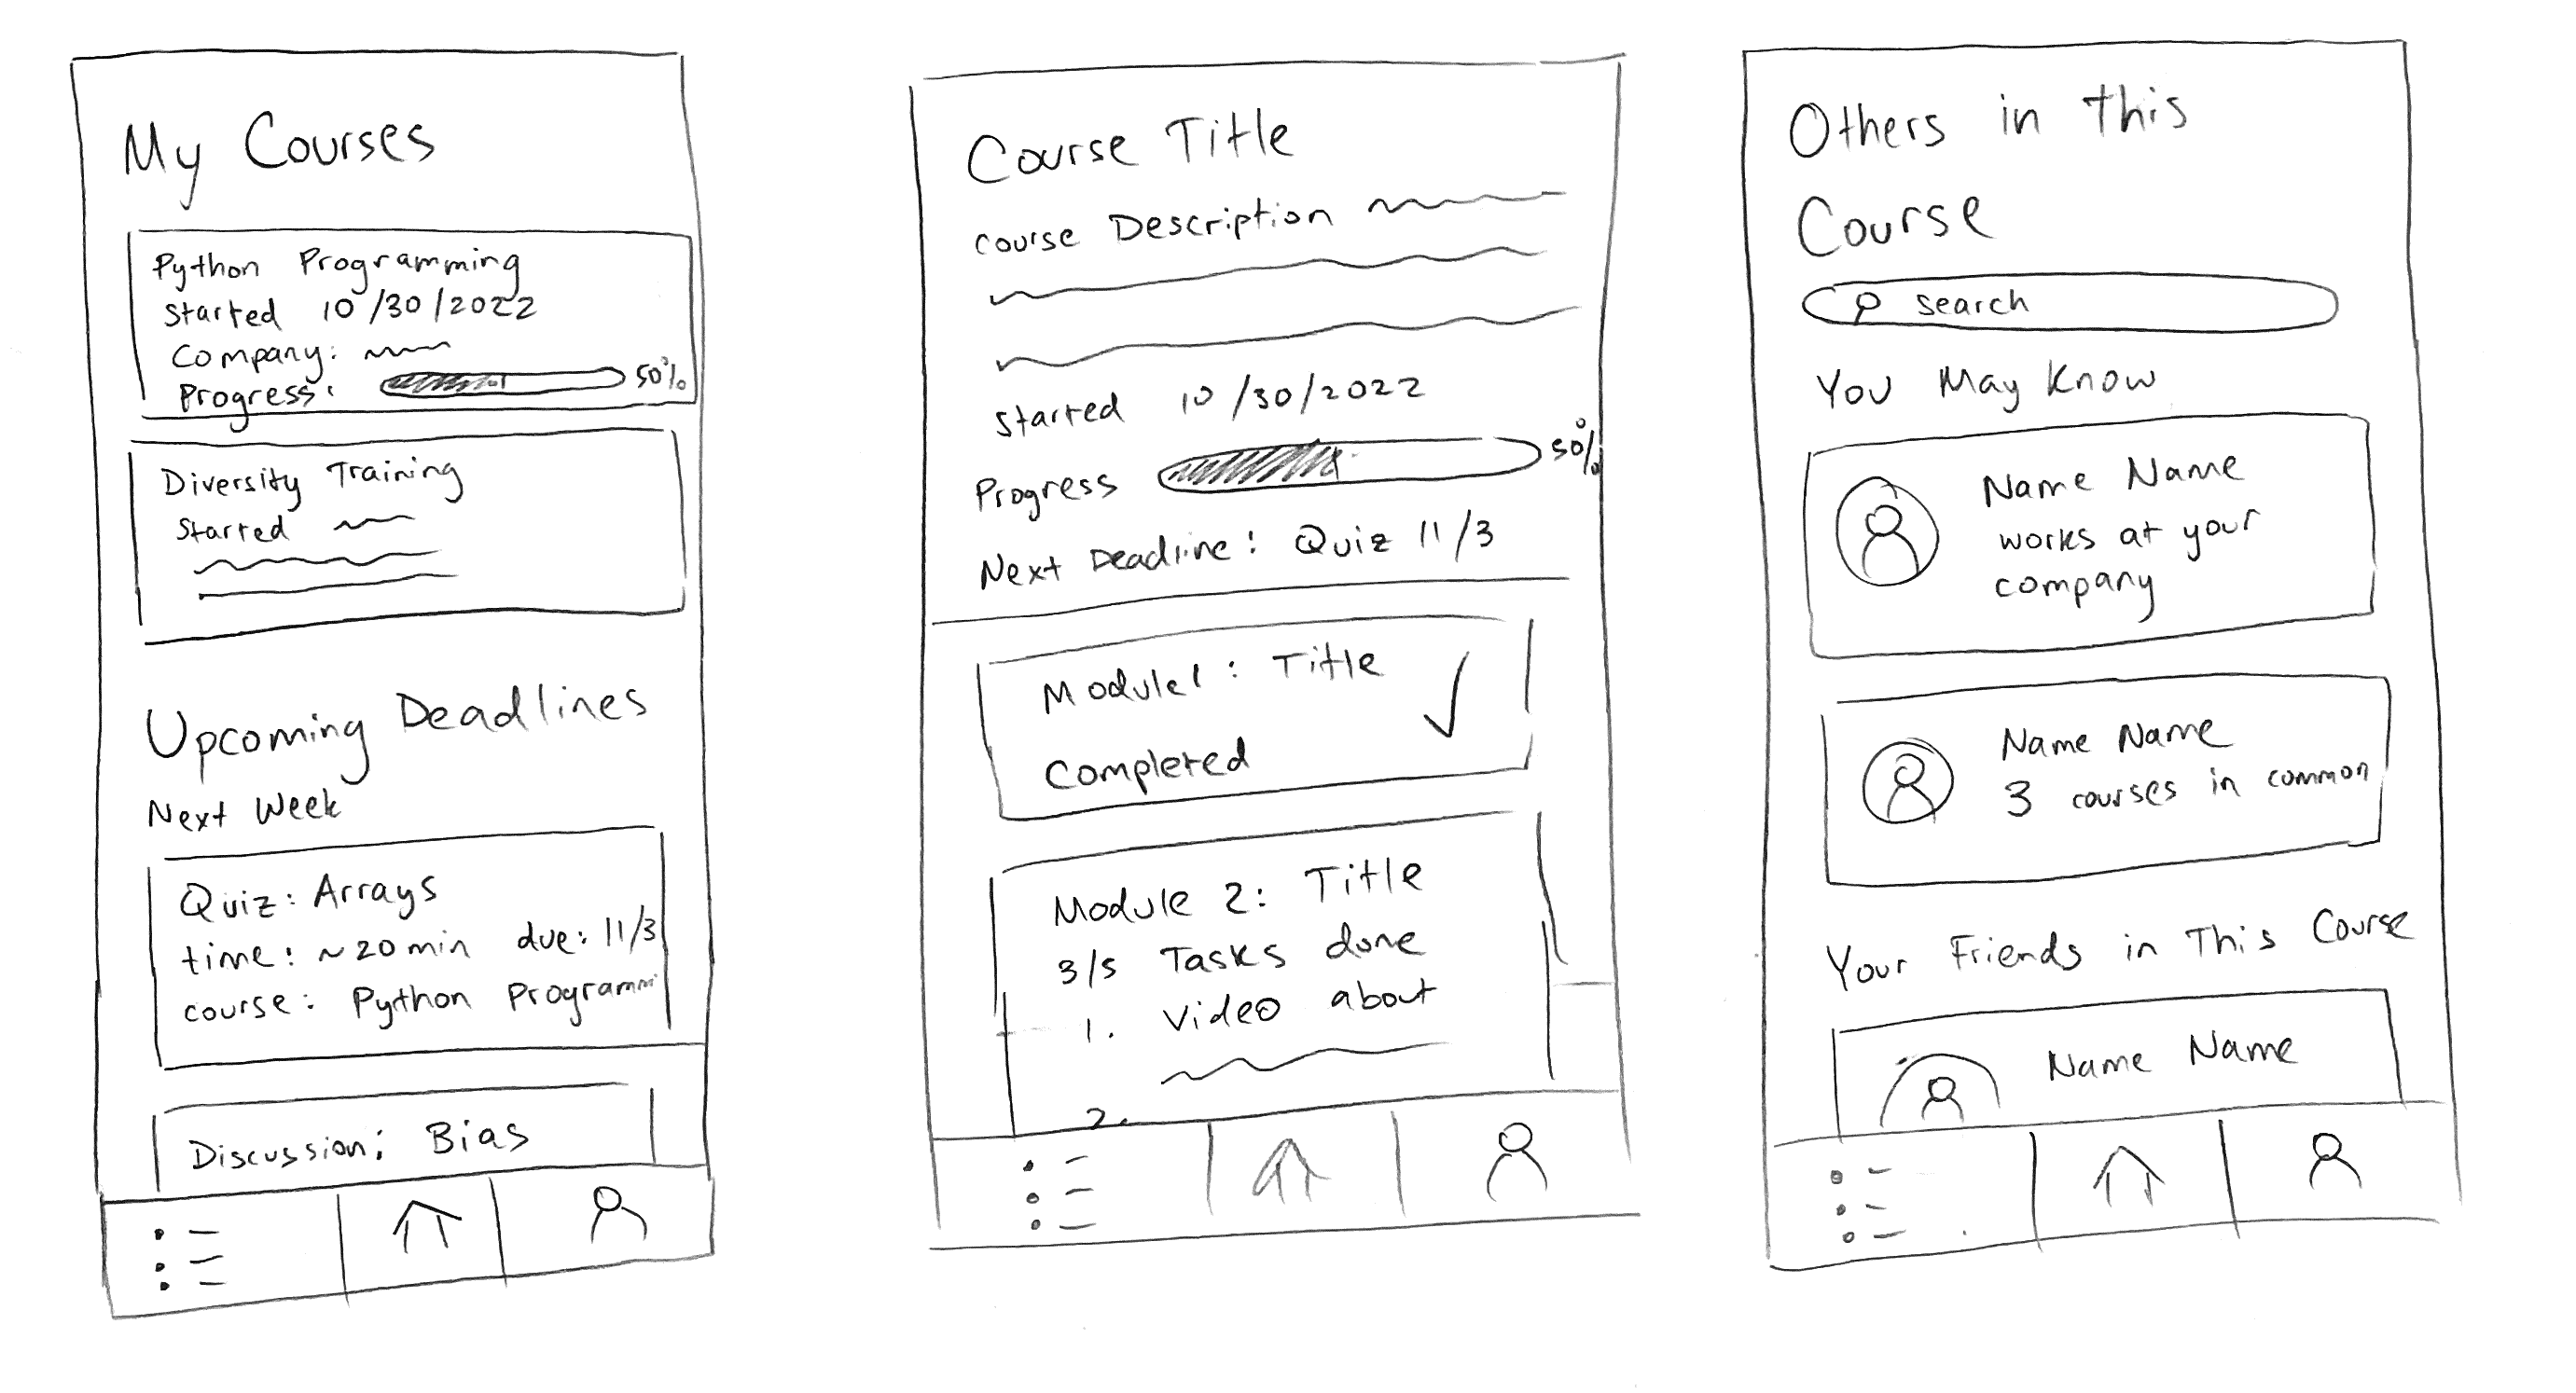 My Courses
Python Programming
Started 10/30/2022
Company:
Progress: 50%
Diversity Training
Started
Upcoming Deadlines
Next Week
Quiz: Arrays
time: ~20min due: 11/3
course: Python Programmi
Discussion: Bias
Course Title
Course Description
Started 10/30/2022
Progress 50%
Next Deadline: Quiz 11/3
Module 1: Title
Completed
Module 2: Title
3/5 Tasks done
1. Video about
2.
Others in this
Course
search
You May Know
Name Name
works at your
company
Name Name
3 courses in common
Your Friends in This Course
Name Name